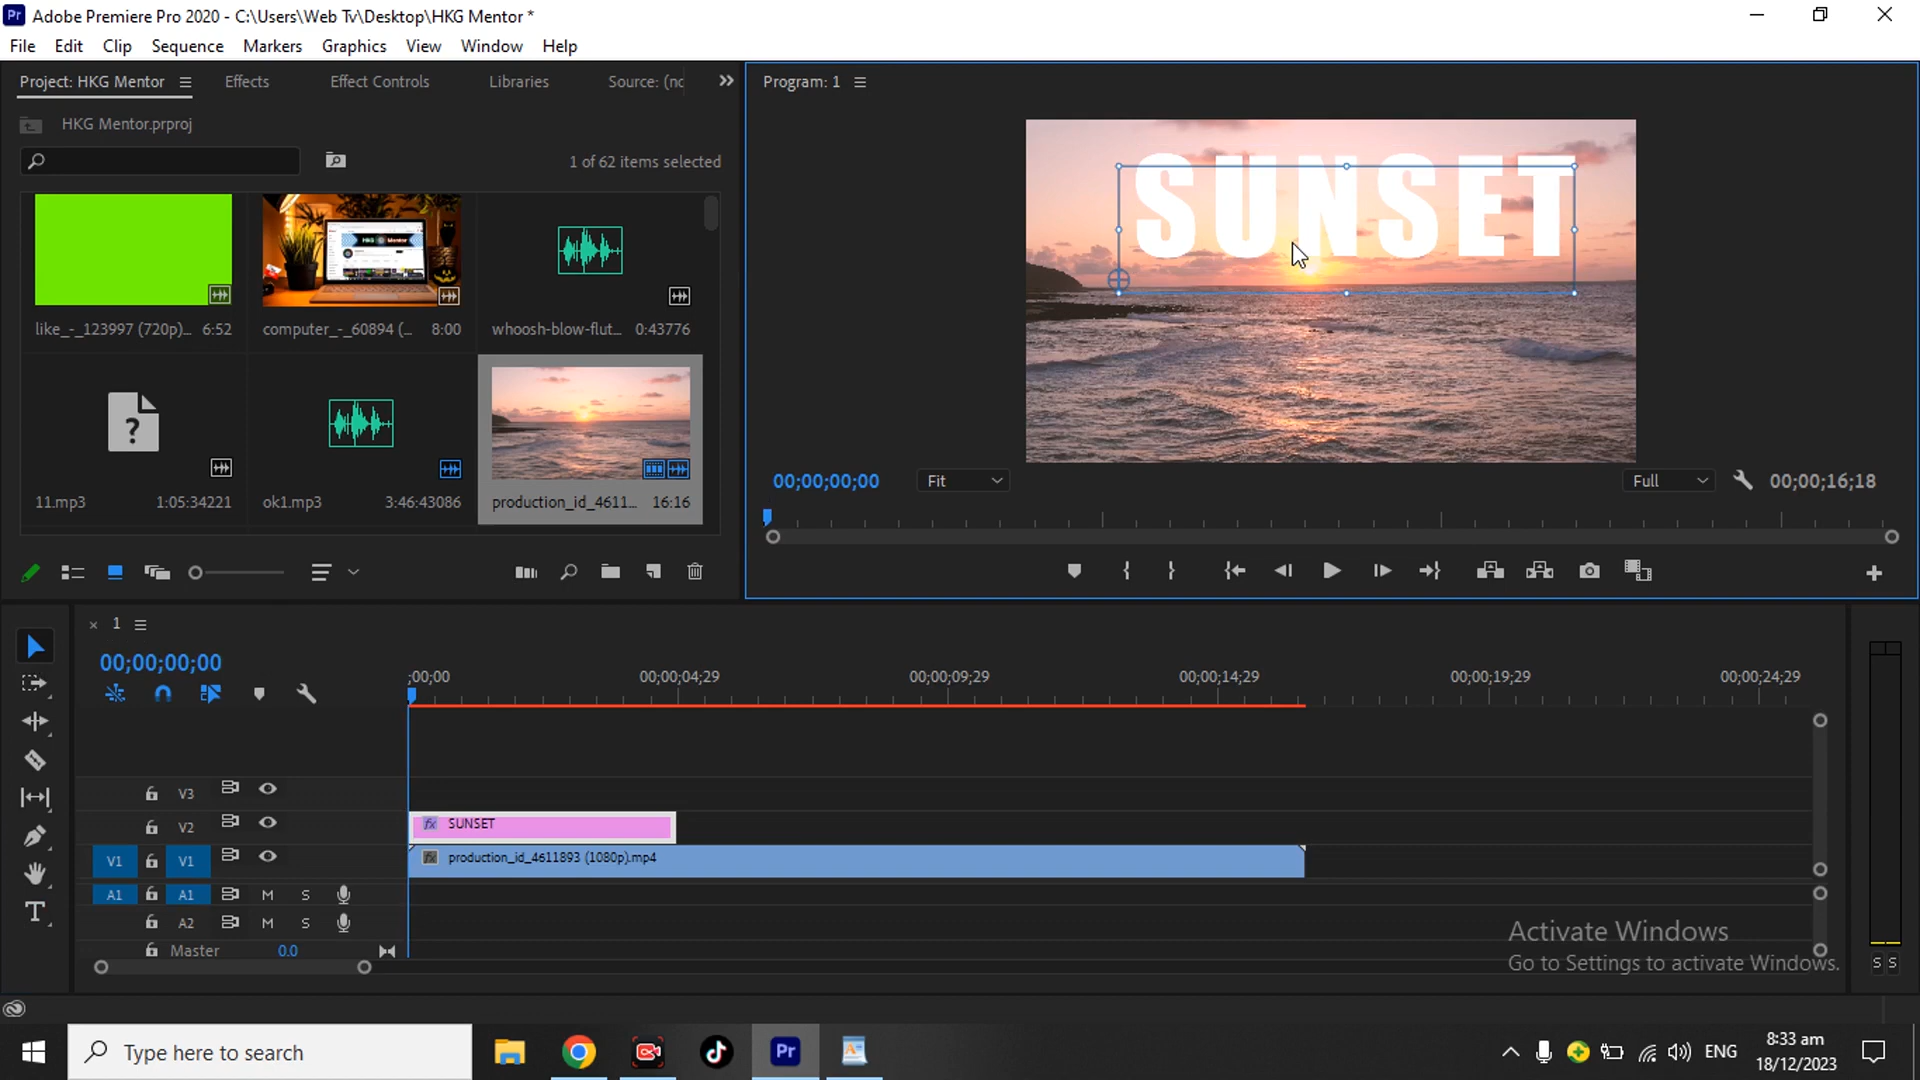 Pr Adobe Premiere Pro 2020 - C:\Users\Web Tv\Desktop\HKG Mentor *
File Edit Clip Sequence Markers Graphics View Window Help
Project: HKG Mentor Effects Effect Controls Libraries Source: (no
Program: 1
HKG Mentor.prproj
1 of 62 items selected
SUNSET
like_-_123997 (720p)... 6:52
computer_-_60894 (... 8:00
whoosh-blow-flut... 0:43776
?
11.mp3 1:05:34221
ok1.mp3 3:46:43086
production_id_4611... 16:16
00;00;00;00 Fit Full 00;00;16;18
1
00;00;00;00
;00;00 00;00;04;29 00;00;09;29 00;00;14;29 00;00;19;29 00;00;24;29
V3
V2 fx SUNSET
V1 V1 fx production_id_4611893 (1080p).mp4
A1 A1 M S
A2 M S
Master 0.0
T
S S
Activate Windows
Go to Settings to activate Windows.
Type here to search
Pr
ENG
8:33 am
18/12/2023